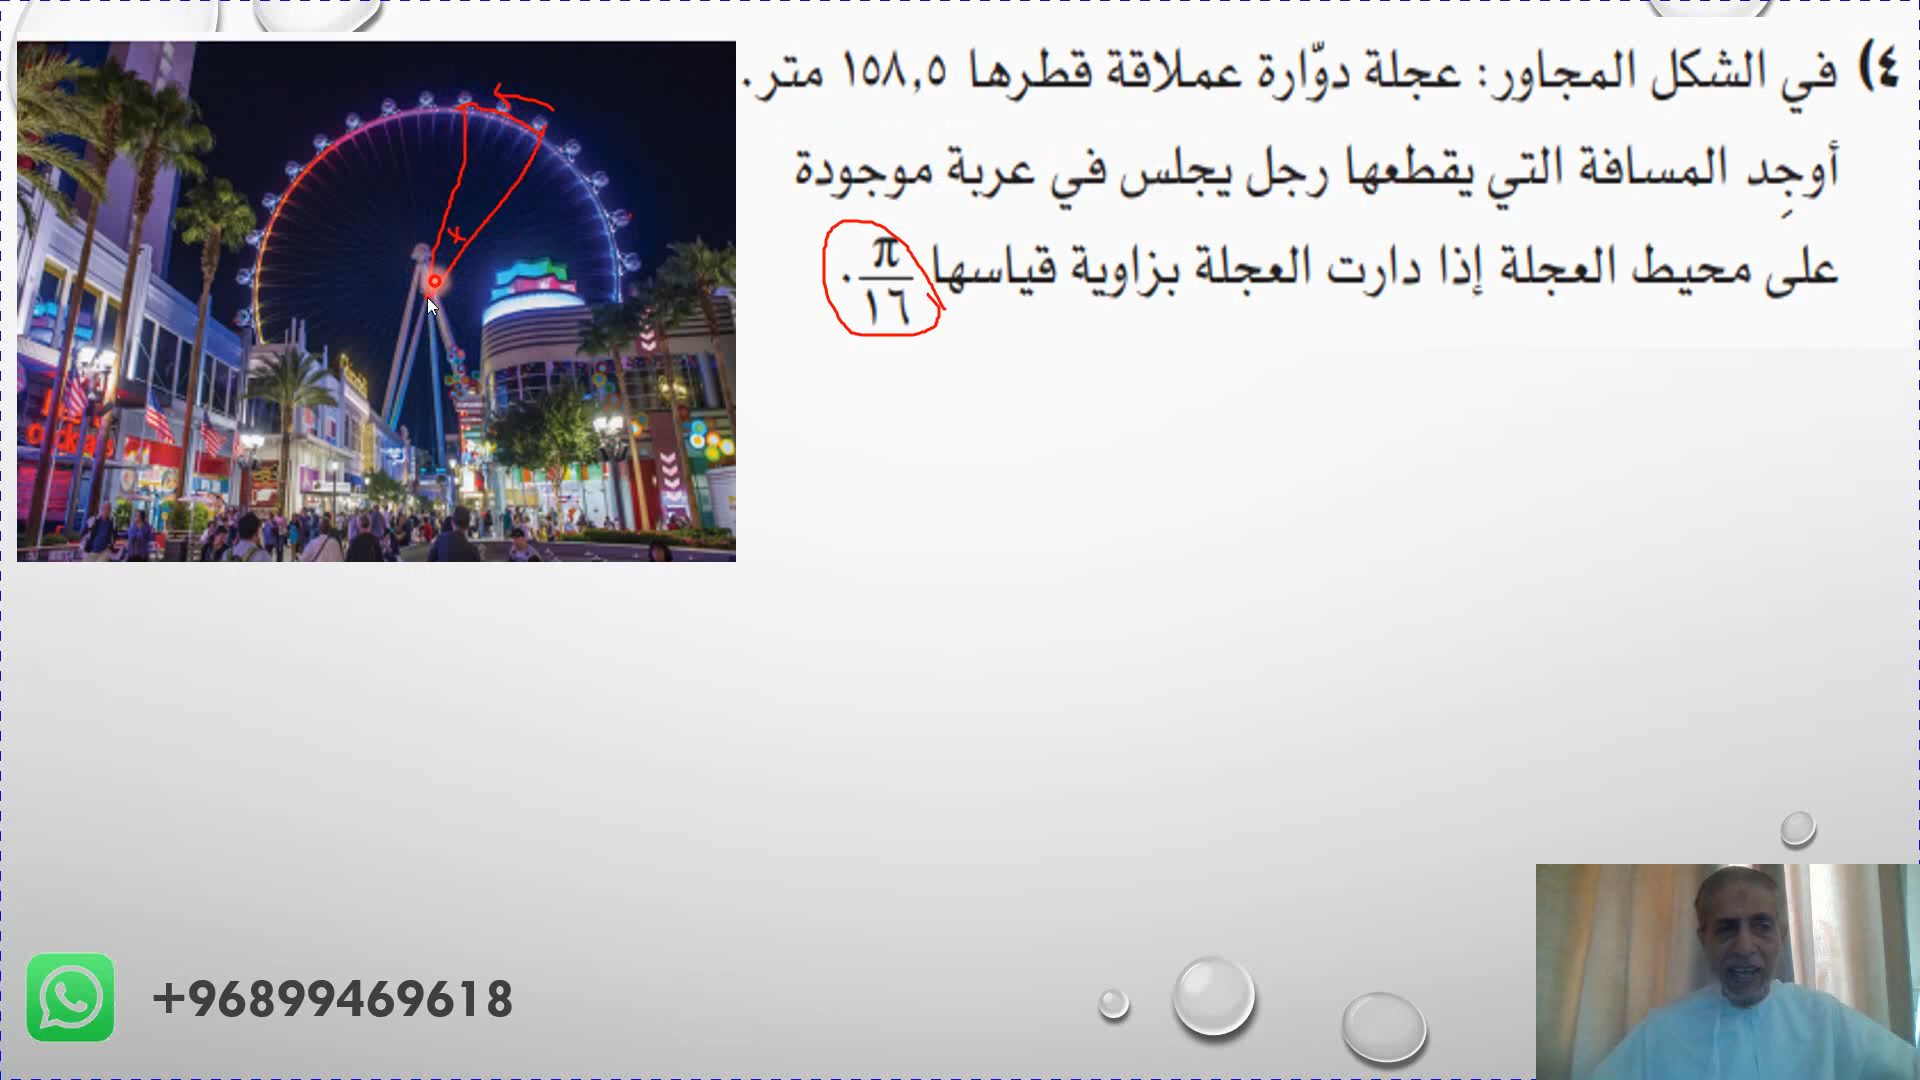 ٤) في الشكل المجاور: عجلة دوّارة عملاقة قطرها ١٥٨,٥ متر.
أوجِد المسافة التي يقطعها رجل يجلس في عربة موجودة
على محيط العجلة إذا دارت العجلة بزاوية قياسها π/١٦.
+96899469618